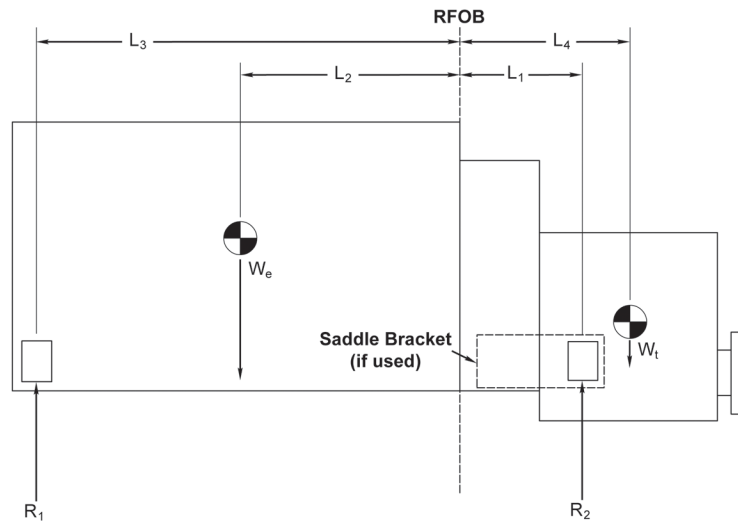 RFOB
L₃
L₄
L₂
L₁
Wₑ
Wₜ
Saddle Bracket
(if used)
R₁
R₂